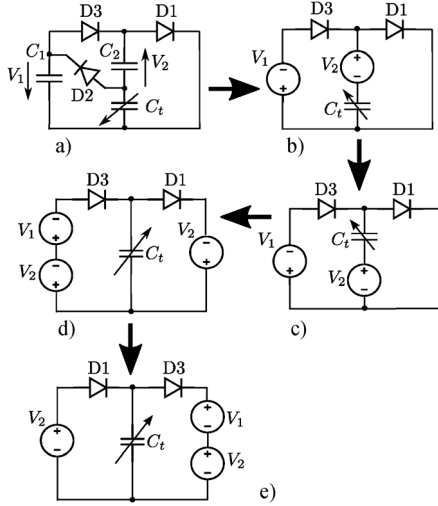 D3 D1
C₁ C₂
V₁ V₂
D2 Cₜ
a)
D3 D1
V₂
V₁ − +
− +
Cₜ
b)
D3 D1
V₁ − + V₂ − +
V₂ − +
Cₜ
d)
D3 D1
Cₜ
V₁ − +
V₂ − +
c)
D1 D3
V₂ + −
Cₜ
+ − V₁
+ − V₂
e)